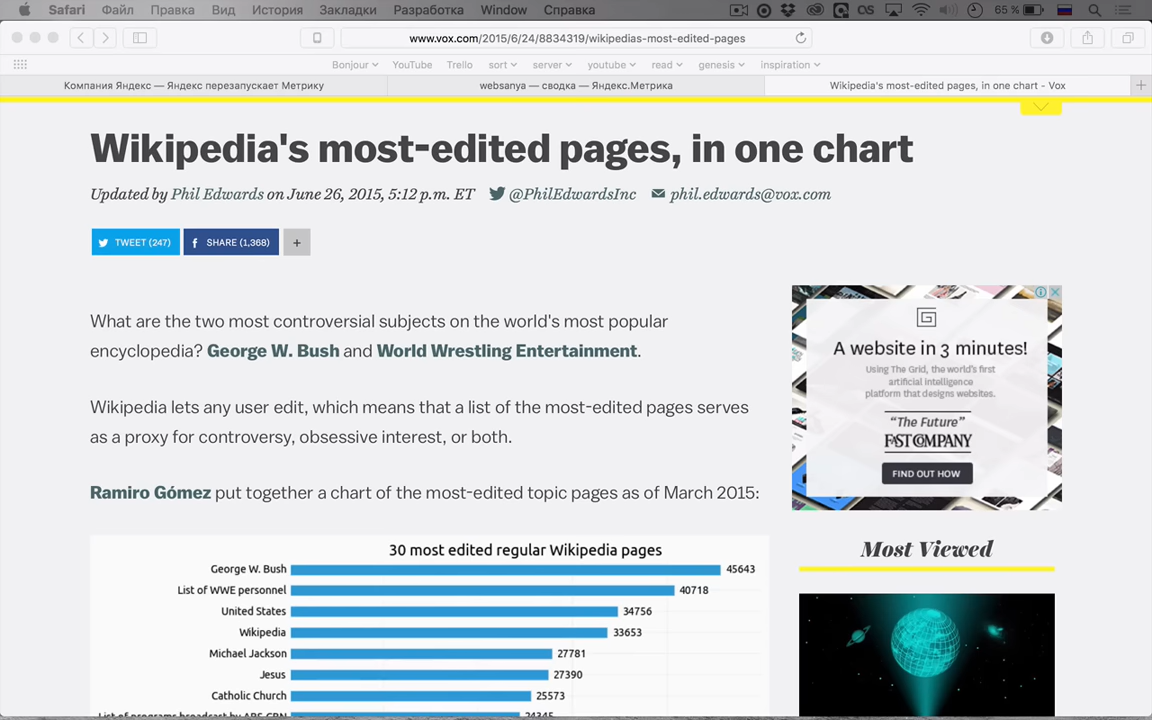 Safari Файл Правка Вид История Закладки Разработка Window Справка 65 %
www.vox.com/2015/6/24/8834319/wikipedias-most-edited-pages
Bonjour YouTube Trello sort server youtube read genesis inspiration
Компания Яндекс — Яндекс перезапускает Метрику websanya — сводка — Яндекс.Метрика Wikipedia's most-edited pages, in one chart - Vox
Wikipedia's most-edited pages, in one chart
Updated by Phil Edwards on June 26, 2015, 5:12 p.m. ET @PhilEdwardsInc phil.edwards@vox.com
TWEET (247) SHARE (1,368) +
What are the two most controversial subjects on the world's most popular
encyclopedia? George W. Bush and World Wrestling Entertainment.
Wikipedia lets any user edit, which means that a list of the most-edited pages serves
as a proxy for controversy, obsessive interest, or both.
Ramiro Gómez put together a chart of the most-edited topic pages as of March 2015:
30 most edited regular Wikipedia pages
George W. Bush 45643
List of WWE personnel 40718
United States 34756
Wikipedia 33653
Michael Jackson 27781
Jesus 27390
Catholic Church 25573
List of programs broadcast by ABS-CBN 24345
A website in 3 minutes!
Using The Grid, the world's first
artificial intelligence
platform that designs websites.
“The Future”
FAST COMPANY
FIND OUT HOW
Most Viewed